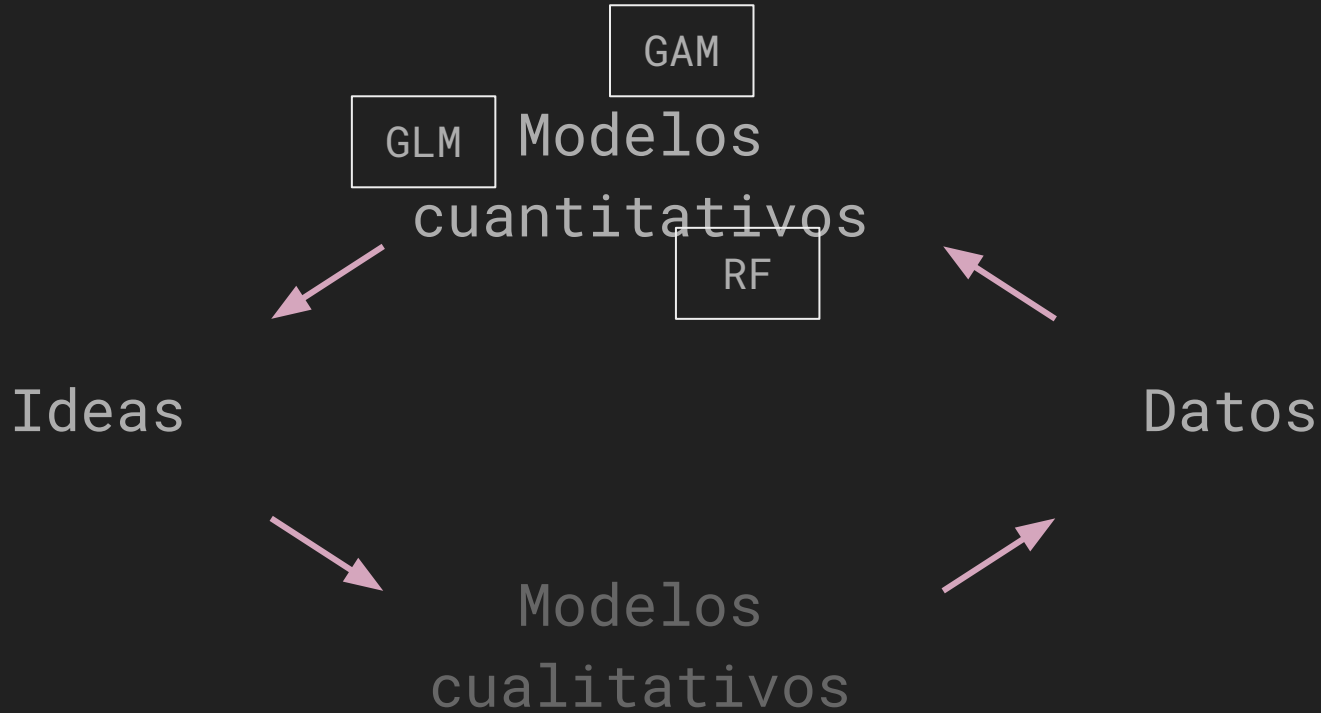 GAM
GLM
Modelos
cuantitativos
RF
Ideas
Datos
Modelos
cualitativos